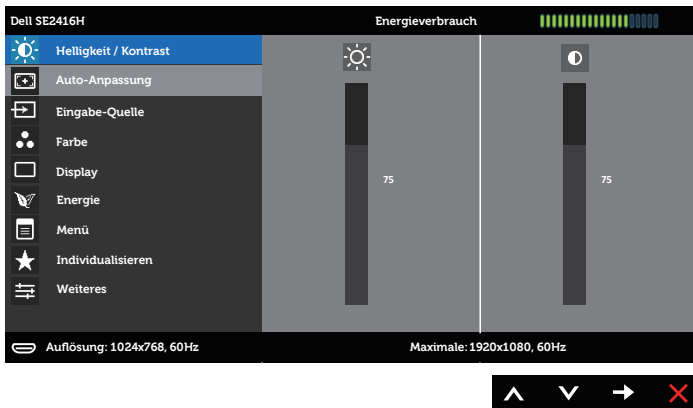 Dell SE2416H
Energieverbrauch
Helligkeit / Kontrast
Auto-Anpassung
Eingabe-Quelle
Farbe
Display
Energie
Menü
Individualisieren
Weiteres
75
75
Auflösung: 1024x768, 60Hz
Maximale: 1920x1080, 60Hz